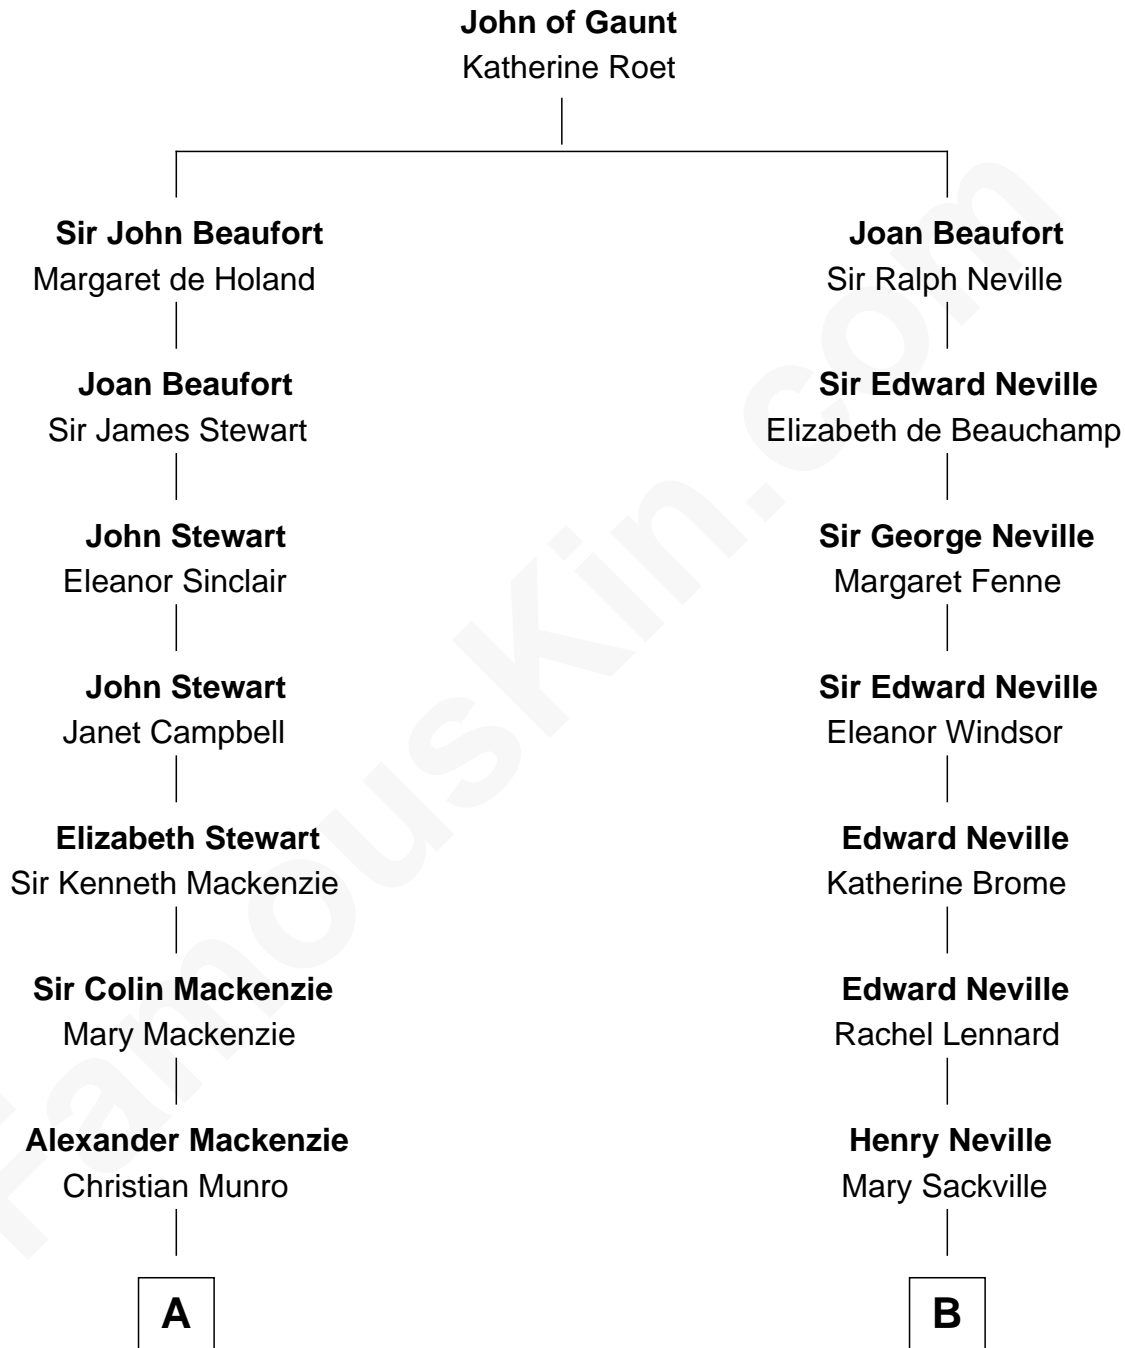 John of Gaunt
Katherine Roet
Sir John Beaufort
Margaret de Holand
Joan Beaufort
Sir Ralph Neville
Joan Beaufort
Sir James Stewart
Sir Edward Neville
Elizabeth de Beauchamp
John Stewart
Eleanor Sinclair
Sir George Neville
Margaret Fenne
John Stewart
Janet Campbell
Sir Edward Neville
Eleanor Windsor
Elizabeth Stewart
Sir Kenneth Mackenzie
Edward Neville
Katherine Brome
Sir Colin Mackenzie
Mary Mackenzie
Edward Neville
Rachel Lennard
Alexander Mackenzie
Christian Munro
Henry Neville
Mary Sackville
A
B
FamousKin.com